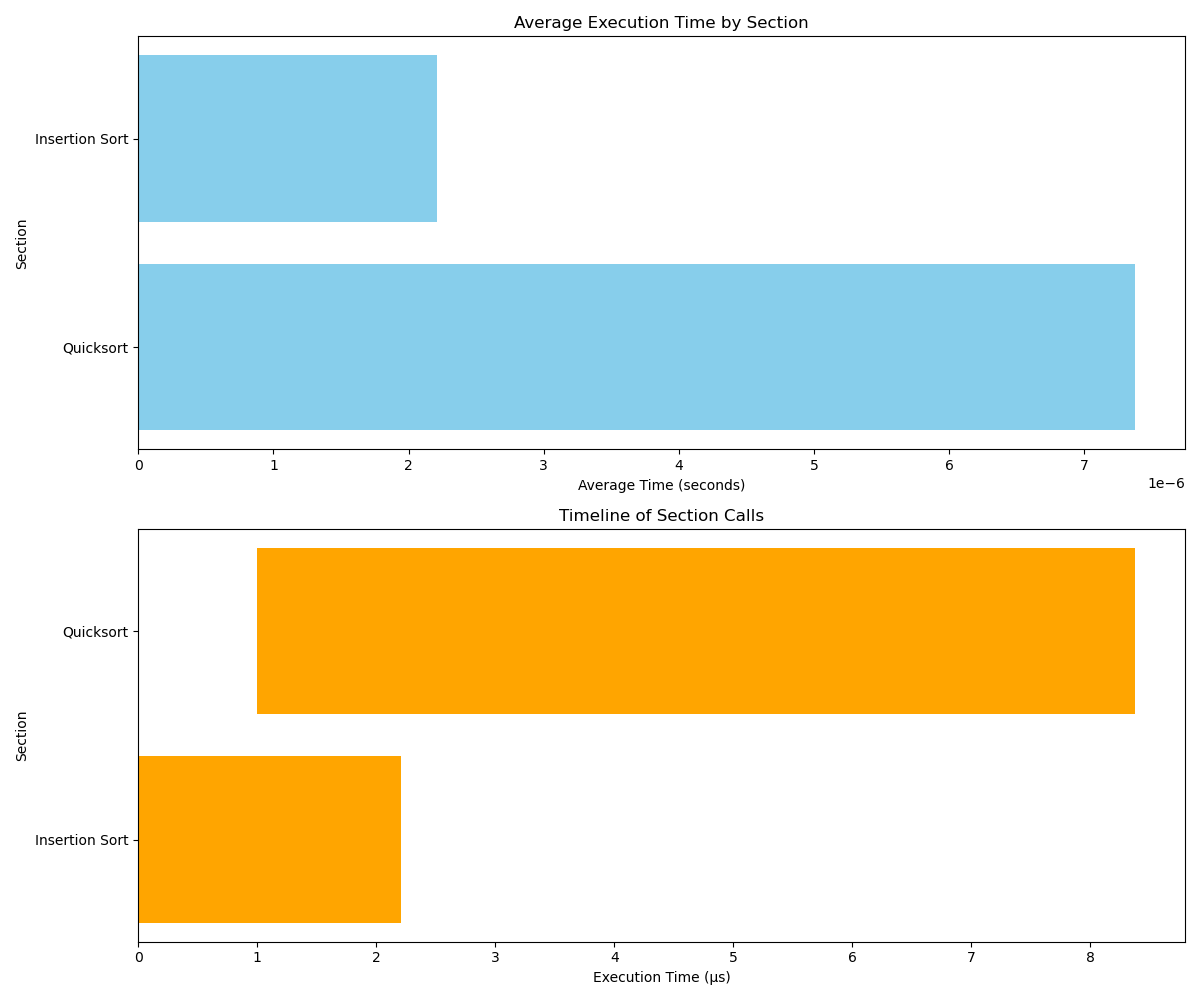 Average Execution Time by Section
Section
Insertion Sort
Quicksort
0 1 2 3 4 5 6 7
1e−6
Average Time (seconds)
Timeline of Section Calls
Section
Quicksort
Insertion Sort
0 1 2 3 4 5 6 7 8
Execution Time (μs)